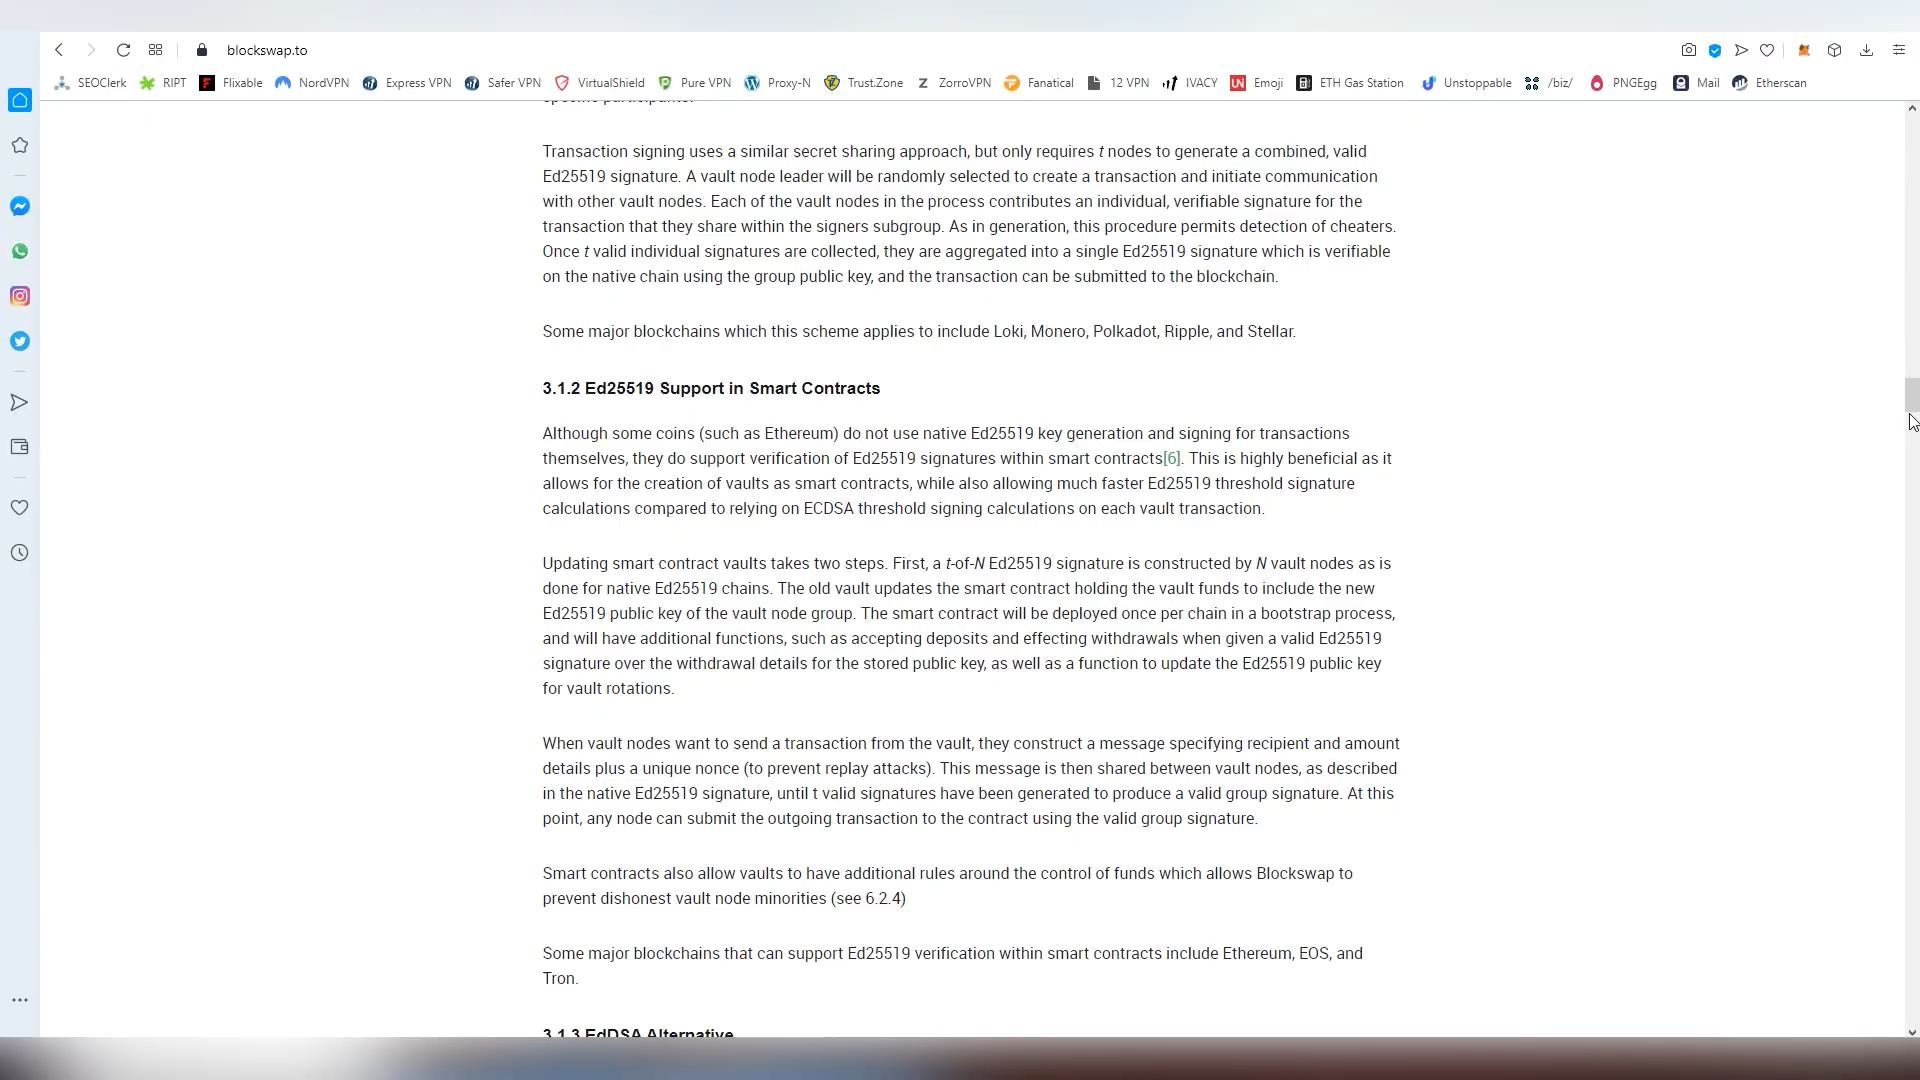 blockswap.to
SEOClerk RIPT Flixable NordVPN Express VPN Safer VPN VirtualShield Pure VPN Proxy-N Trust.Zone ZorroVPN Fanatical 12 VPN IVACY Emoji ETH Gas Station Unstoppable /biz/ PNGEgg Mail Etherscan
specific participants.
Transaction signing uses a similar secret sharing approach, but only requires t nodes to generate a combined, valid
Ed25519 signature. A vault node leader will be randomly selected to create a transaction and initiate communication
with other vault nodes. Each of the vault nodes in the process contributes an individual, verifiable signature for the
transaction that they share within the signers subgroup. As in generation, this procedure permits detection of cheaters.
Once t valid individual signatures are collected, they are aggregated into a single Ed25519 signature which is verifiable
on the native chain using the group public key, and the transaction can be submitted to the blockchain.
Some major blockchains which this scheme applies to include Loki, Monero, Polkadot, Ripple, and Stellar.
3.1.2 Ed25519 Support in Smart Contracts
Although some coins (such as Ethereum) do not use native Ed25519 key generation and signing for transactions
themselves, they do support verification of Ed25519 signatures within smart contracts[6]. This is highly beneficial as it
allows for the creation of vaults as smart contracts, while also allowing much faster Ed25519 threshold signature
calculations compared to relying on ECDSA threshold signing calculations on each vault transaction.
Updating smart contract vaults takes two steps. First, a t-of-N Ed25519 signature is constructed by N vault nodes as is
done for native Ed25519 chains. The old vault updates the smart contract holding the vault funds to include the new
Ed25519 public key of the vault node group. The smart contract will be deployed once per chain in a bootstrap process,
and will have additional functions, such as accepting deposits and effecting withdrawals when given a valid Ed25519
signature over the withdrawal details for the stored public key, as well as a function to update the Ed25519 public key
for vault rotations.
When vault nodes want to send a transaction from the vault, they construct a message specifying recipient and amount
details plus a unique nonce (to prevent replay attacks). This message is then shared between vault nodes, as described
in the native Ed25519 signature, until t valid signatures have been generated to produce a valid group signature. At this
point, any node can submit the outgoing transaction to the contract using the valid group signature.
Smart contracts also allow vaults to have additional rules around the control of funds which allows Blockswap to
prevent dishonest vault node minorities (see 6.2.4)
Some major blockchains that can support Ed25519 verification within smart contracts include Ethereum, EOS, and
Tron.
3.1.3 EdDSA Alternative